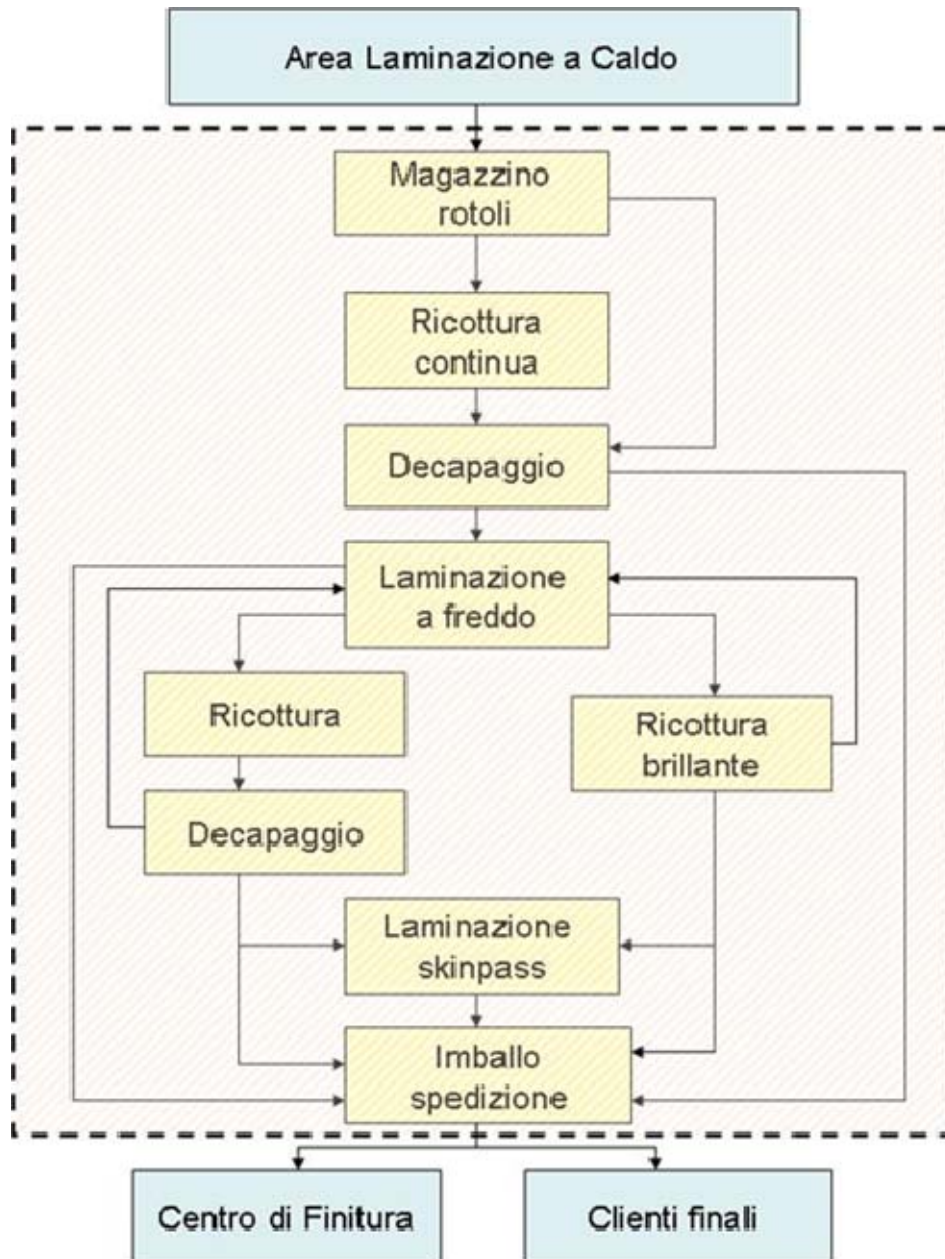 Area Laminazione a Caldo
Magazzino
rotoli
Ricottura
continua
Decapaggio
Laminazione
a freddo
Ricottura
Ricottura
brillante
Decapaggio
Laminazione
skinpass
Imballo
spedizione
Centro di Finitura
Clienti finali